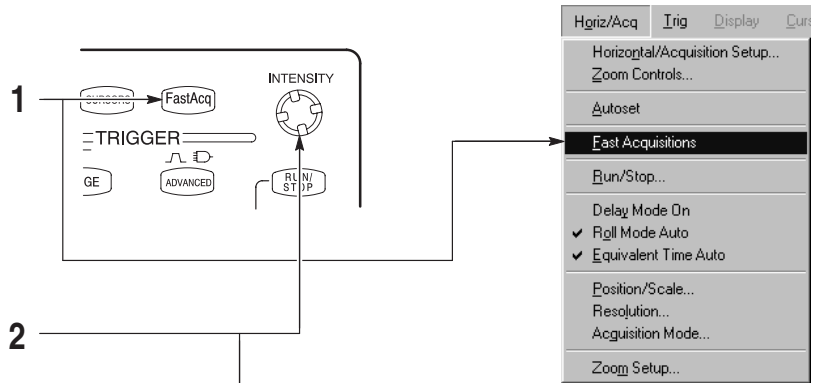 1
CURSORS FastAcq INTENSITY
TRIGGER
GE ADVANCED RUN/
STOP
2
Horiz/Acq Trig Display Curs
Horizontal/Acquisition Setup...
Zoom Controls...
Autoset
Fast Acquisitions
Run/Stop...
Delay Mode On
Roll Mode Auto
Equivalent Time Auto
Position/Scale...
Resolution...
Acquisition Mode...
Zoom Setup...